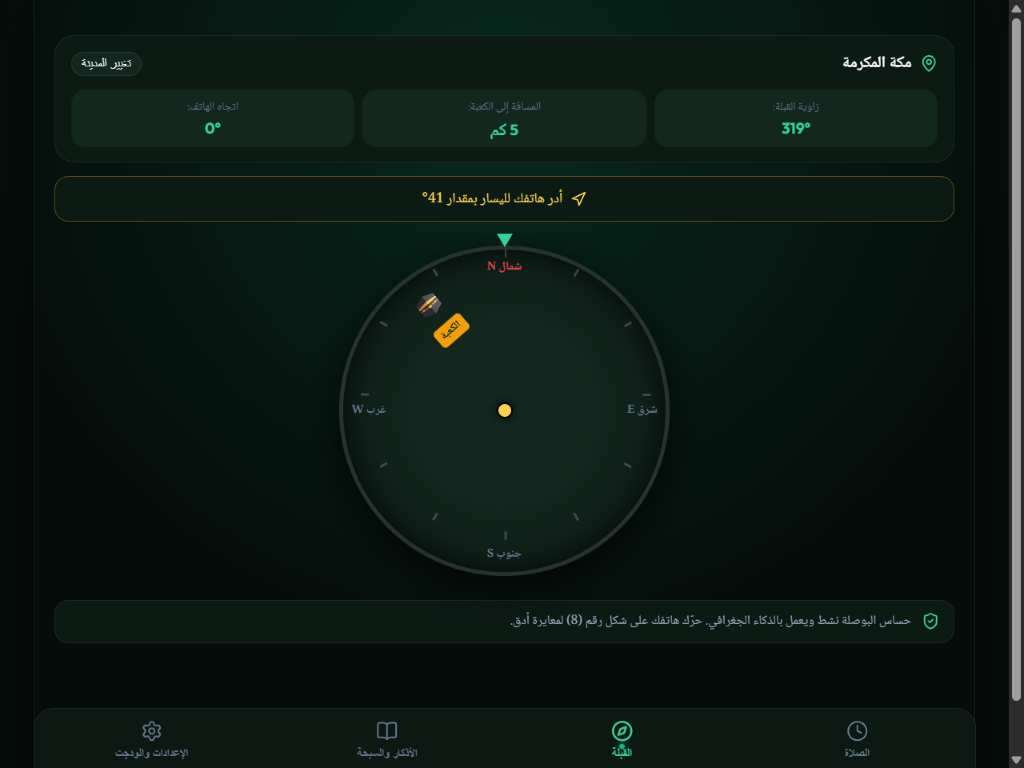 مكة المكرمة
تغيير المدينة
زاوية القبلة:
319°
المسافة إلى الكعبة:
5 كم
اتجاه الهاتف:
0°
أدر هاتفك لليسار بمقدار 41°
شمال N
الكعبة
غرب W
شرق E
جنوب S
حساس البوصلة نشط ويعمل بالذكاء الجغرافي. حرّك هاتفك على شكل رقم (8) لمعايرة أدق.
الصلاة
القبلة
الأذكار والسبحة
الإعدادات والودجت